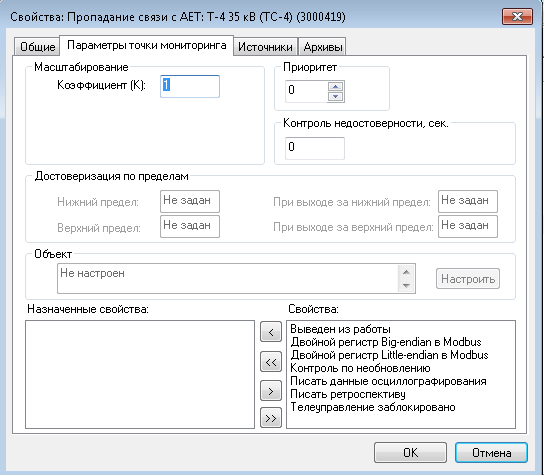 Свойства: Пропадание связи с АЕТ: Т-4 35 кВ (ТС-4) (3000419)
Общие Параметры точки мониторинга Источники Архивы
Масштабирование Приоритет
Коэффициент (К): 1 0
Контроль недостоверности, сек.
0
Достоверизация по пределам
Нижний предел: Не задан При выходе за нижний предел: Не задан
Верхний предел: Не задан При выходе за верхний предел: Не задан
Объект
Не настроен Настроить
Назначенные свойства: Свойства:
< Выведен из работы
Двойной регистр Big-endian в Modbus
<< Двойной регистр Little-endian в Modbus
Контроль по необновлению
> Писать данные осциллографирования
Писать ретроспективу
>> Телеуправление заблокировано
OK Отмена